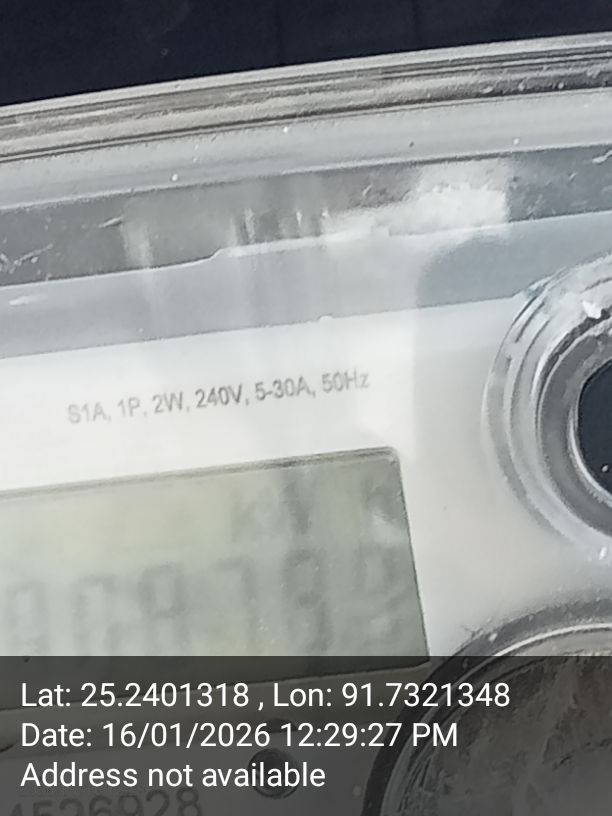 S1A, 1P, 2W, 240V, 5-30A, 50Hz
Lat: 25.2401318 , Lon: 91.7321348
Date: 16/01/2026 12:29:27 PM
Address not available